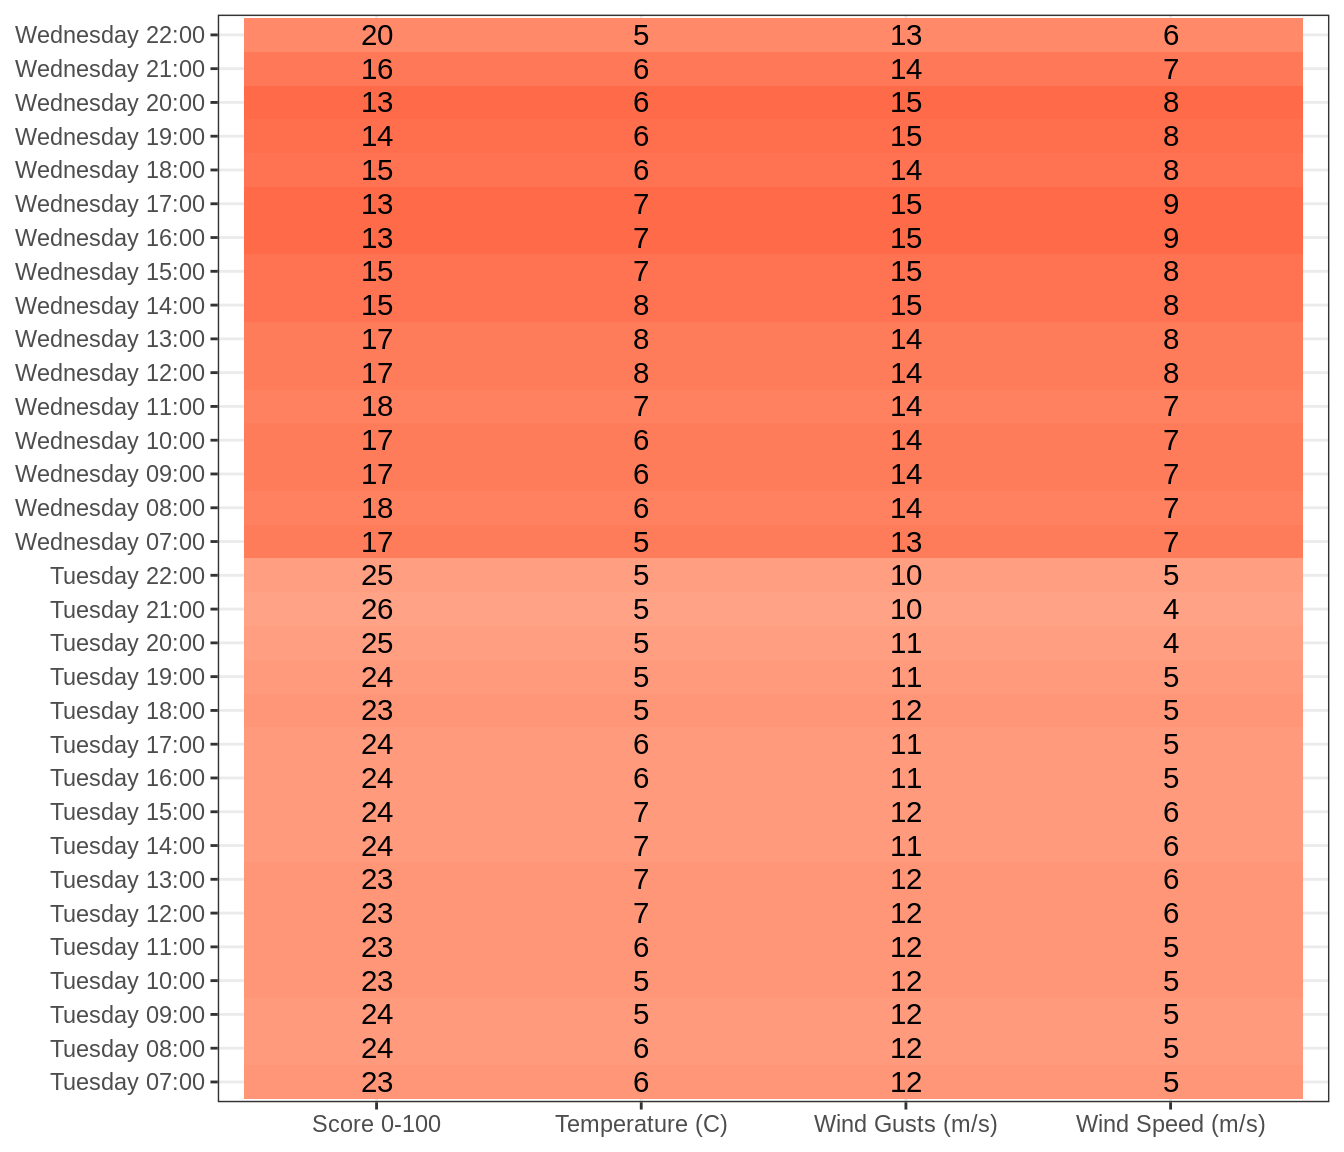 Wednesday 22:00 20 5 13 6
Wednesday 21:00 16 6 14 7
Wednesday 20:00 13 6 15 8
Wednesday 19:00 14 6 15 8
Wednesday 18:00 15 6 14 8
Wednesday 17:00 13 7 15 9
Wednesday 16:00 13 7 15 9
Wednesday 15:00 15 7 15 8
Wednesday 14:00 15 8 15 8
Wednesday 13:00 17 8 14 8
Wednesday 12:00 17 8 14 8
Wednesday 11:00 18 7 14 7
Wednesday 10:00 17 6 14 7
Wednesday 09:00 17 6 14 7
Wednesday 08:00 18 6 14 7
Wednesday 07:00 17 5 13 7
Tuesday 22:00 25 5 10 5
Tuesday 21:00 26 5 10 4
Tuesday 20:00 25 5 11 4
Tuesday 19:00 24 5 11 5
Tuesday 18:00 23 5 12 5
Tuesday 17:00 24 6 11 5
Tuesday 16:00 24 6 11 5
Tuesday 15:00 24 7 12 6
Tuesday 14:00 24 7 11 6
Tuesday 13:00 23 7 12 6
Tuesday 12:00 23 7 12 6
Tuesday 11:00 23 6 12 5
Tuesday 10:00 23 5 12 5
Tuesday 09:00 24 5 12 5
Tuesday 08:00 24 6 12 5
Tuesday 07:00 23 6 12 5
Score 0-100 Temperature (C) Wind Gusts (m/s) Wind Speed (m/s)